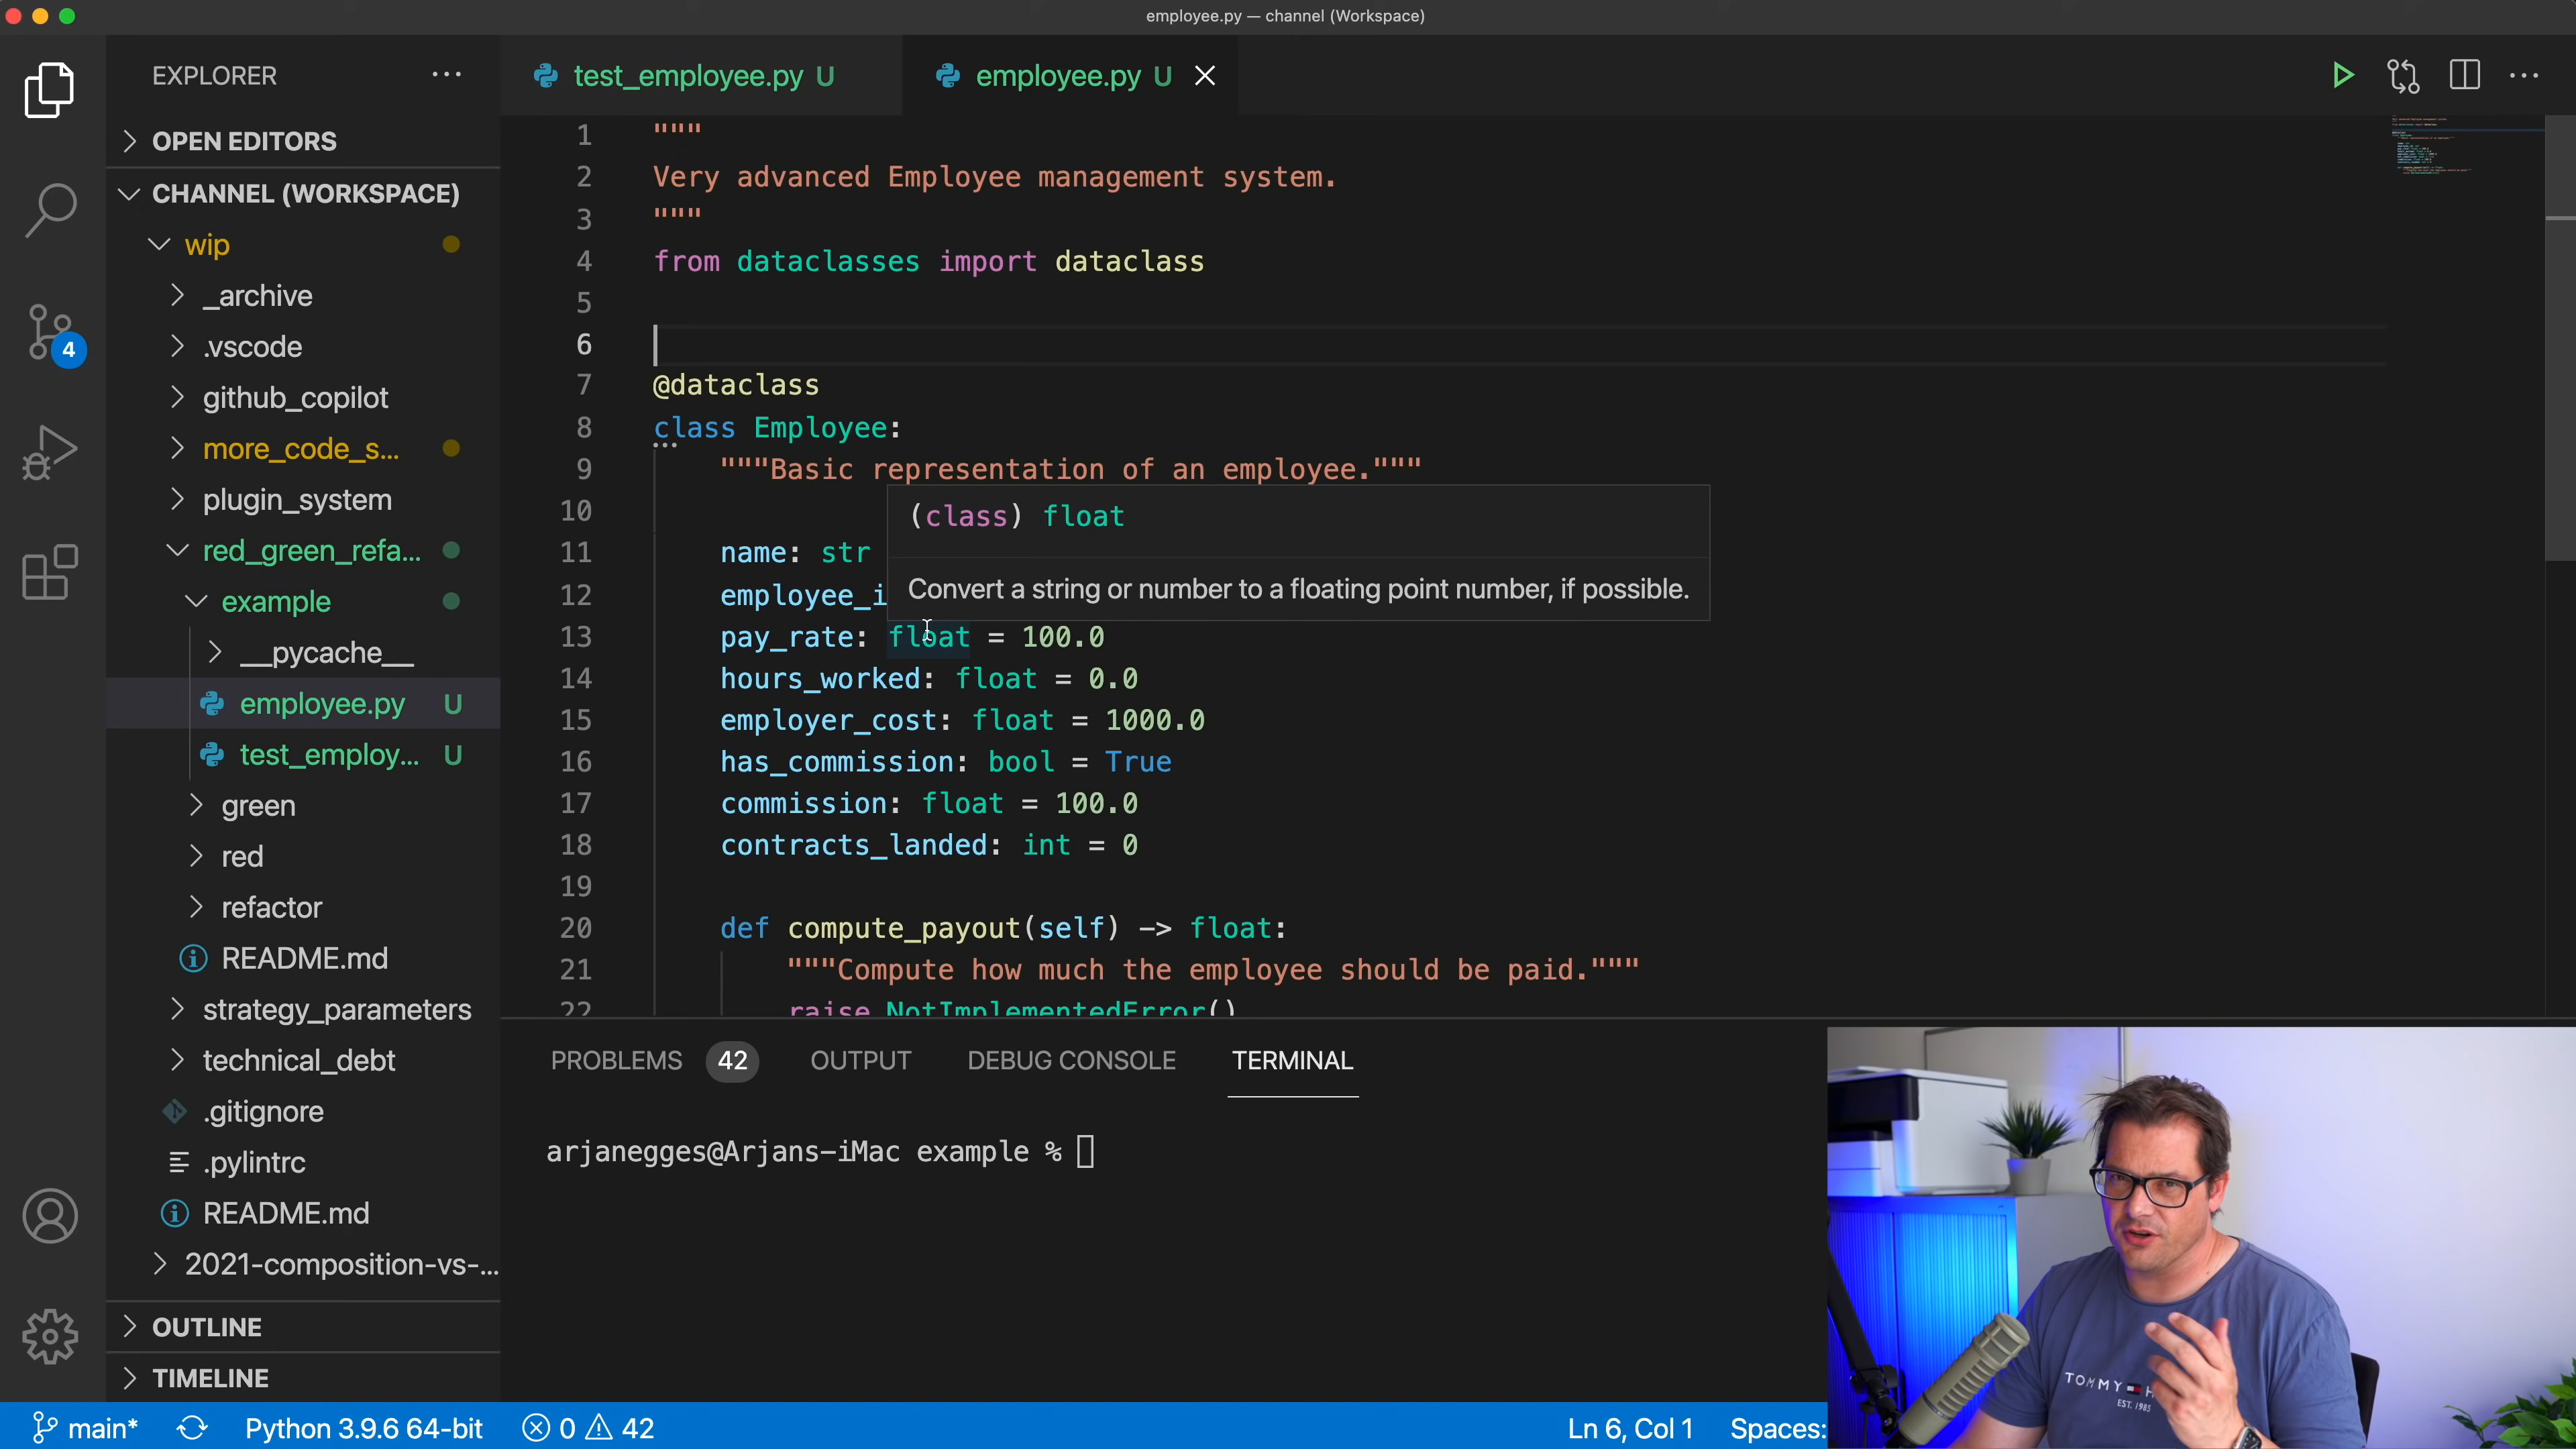 employee.py — channel (Workspace)
EXPLORER
OPEN EDITORS
CHANNEL (WORKSPACE)
wip
_archive
.vscode
github_copilot
more_code_s...
plugin_system
red_green_refa...
example
__pycache__
employee.py U
test_employ... U
green
red
refactor
README.md
strategy_parameters
technical_debt
.gitignore
.pylintrc
README.md
2021-composition-vs-...
OUTLINE
TIMELINE
4
test_employee.py U
employee.py U
1 """
2 Very advanced Employee management system.
3 """
4 from dataclasses import dataclass
5
6
7 @dataclass
8 class Employee:
9 """Basic representation of an employee."""
10
(class) float
Convert a string or number to a floating point number, if possible.
11 name: str
12 employee_i
13 pay_rate: float = 100.0
14 hours_worked: float = 0.0
15 employer_cost: float = 1000.0
16 has_commission: bool = True
17 commission: float = 100.0
18 contracts_landed: int = 0
19
20 def compute_payout(self) -> float:
21 """Compute how much the employee should be paid."""
22 raise NotImplementedError()
PROBLEMS 42 OUTPUT DEBUG CONSOLE TERMINAL
arjanegges@Arjans-iMac example %
TOMMY H
EST. 1985
main* Python 3.9.6 64-bit 0 42 Ln 6, Col 1 Spaces: